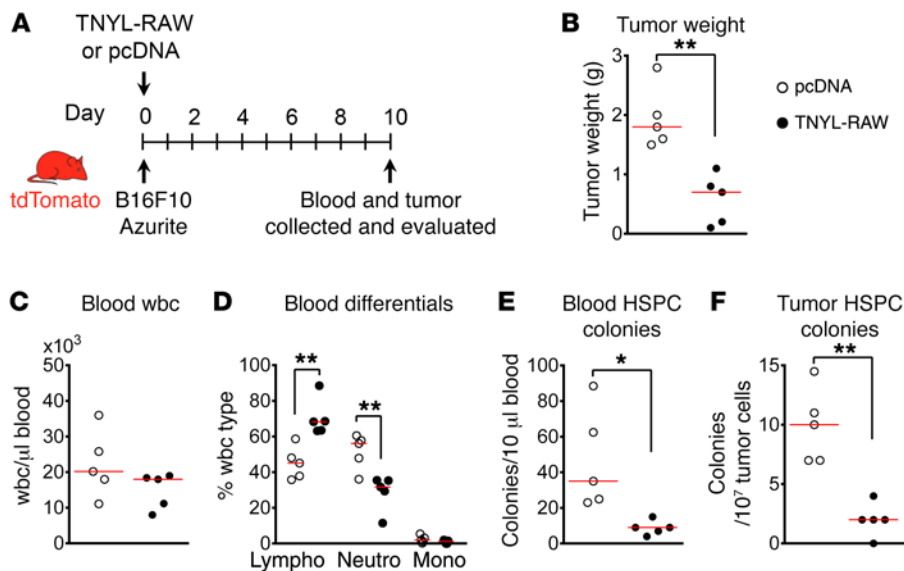 A
TNYL-RAW
or pcDNA
Day 0 2 4 6 8 10
tdTomato
B16F10
Azurite
Blood and tumor
collected and evaluated
B
Tumor weight
**
Tumor weight (g)
3
2
1
0
pcDNA
TNYL-RAW
C
Blood wbc
x10³
wbc/µl blood
50
40
30
20
10
0
D
Blood differentials
% wbc type
100
80
60
40
20
0
**
**
Lympho Neutro Mono
E
Blood HSPC
colonies
Colonies/10 µl blood
100
80
60
40
20
0
*
F
Tumor HSPC
colonies
Colonies
/10⁷ tumor cells
15
10
5
0
**